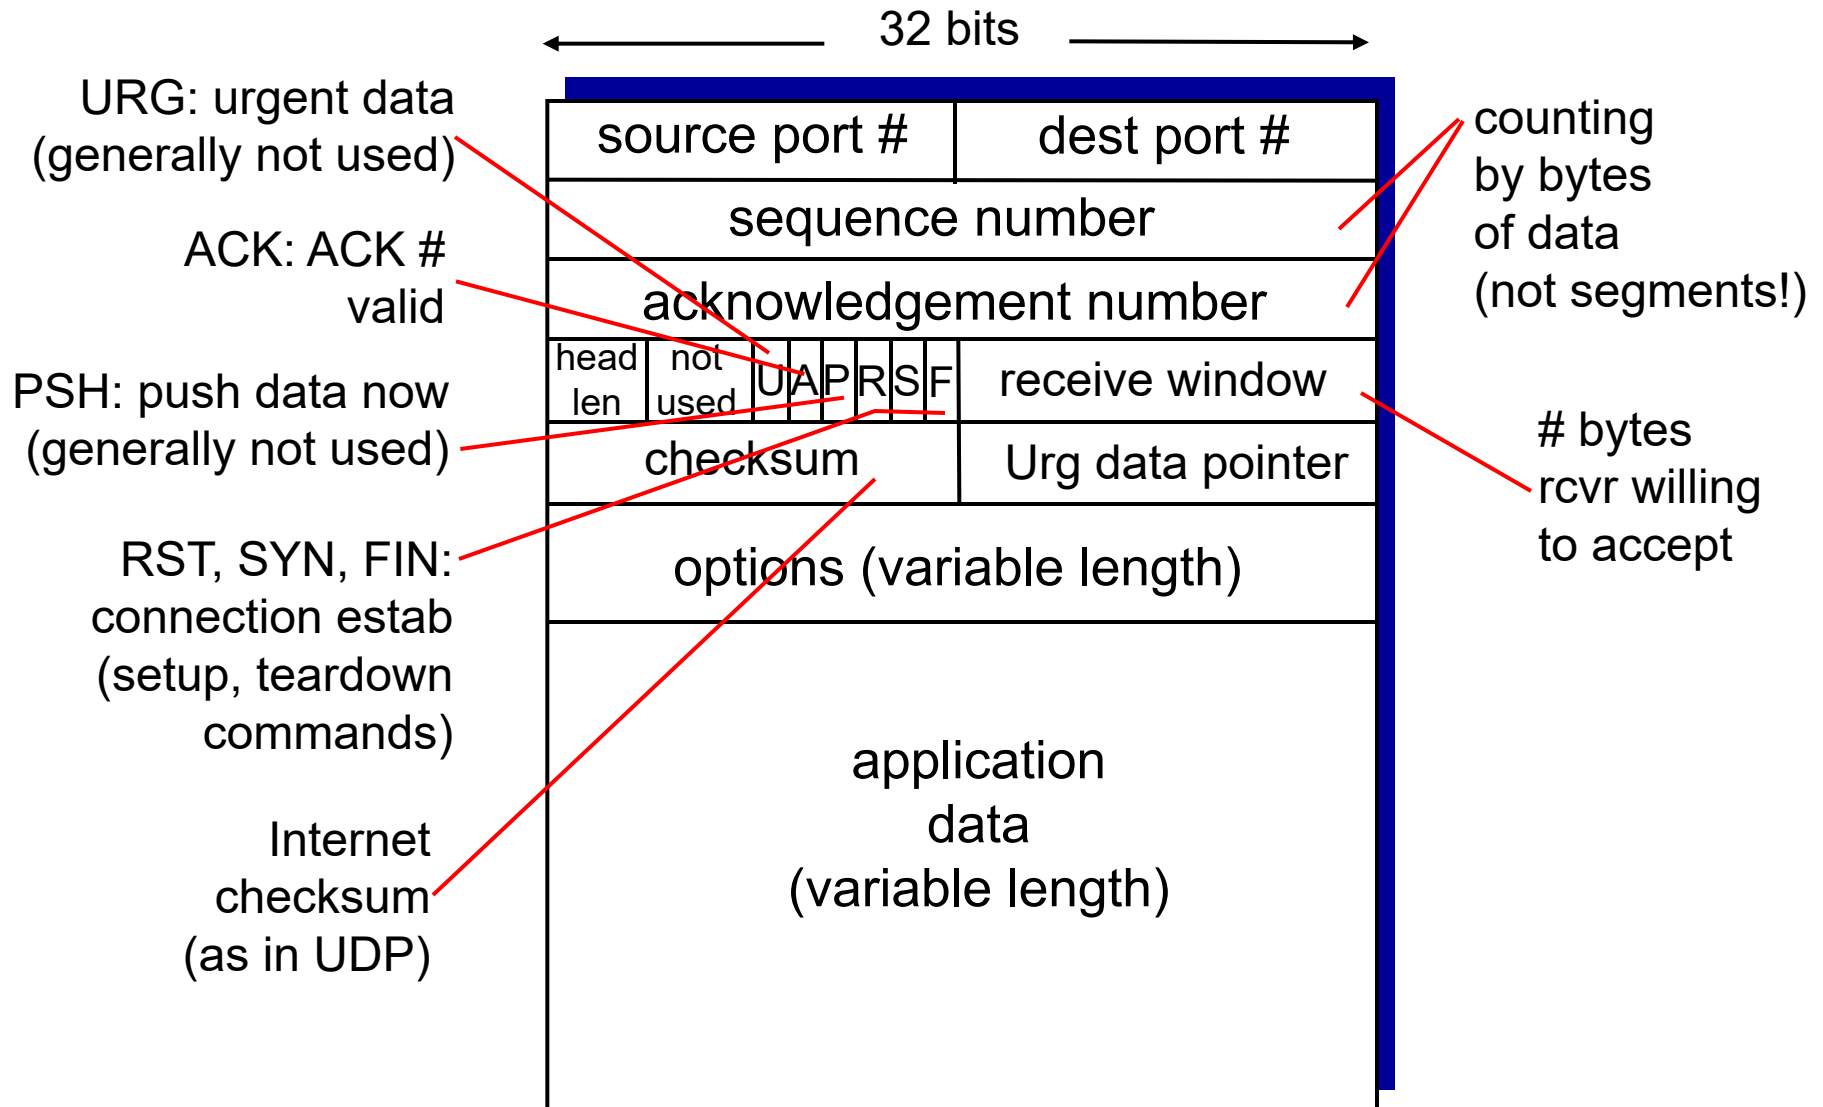 32 bits
URG: urgent data
(generally not used)
ACK: ACK #
valid
PSH: push data now
(generally not used)
RST, SYN, FIN:
connection estab
(setup, teardown
commands)
Internet
checksum
(as in UDP)
source port #
dest port #
sequence number
acknowledgement number
head
len
not
used
U
A
P
R
S
F
receive window
checksum
Urg data pointer
options (variable length)
application
data
(variable length)
counting
by bytes
of data
(not segments!)
# bytes
rcvr willing
to accept